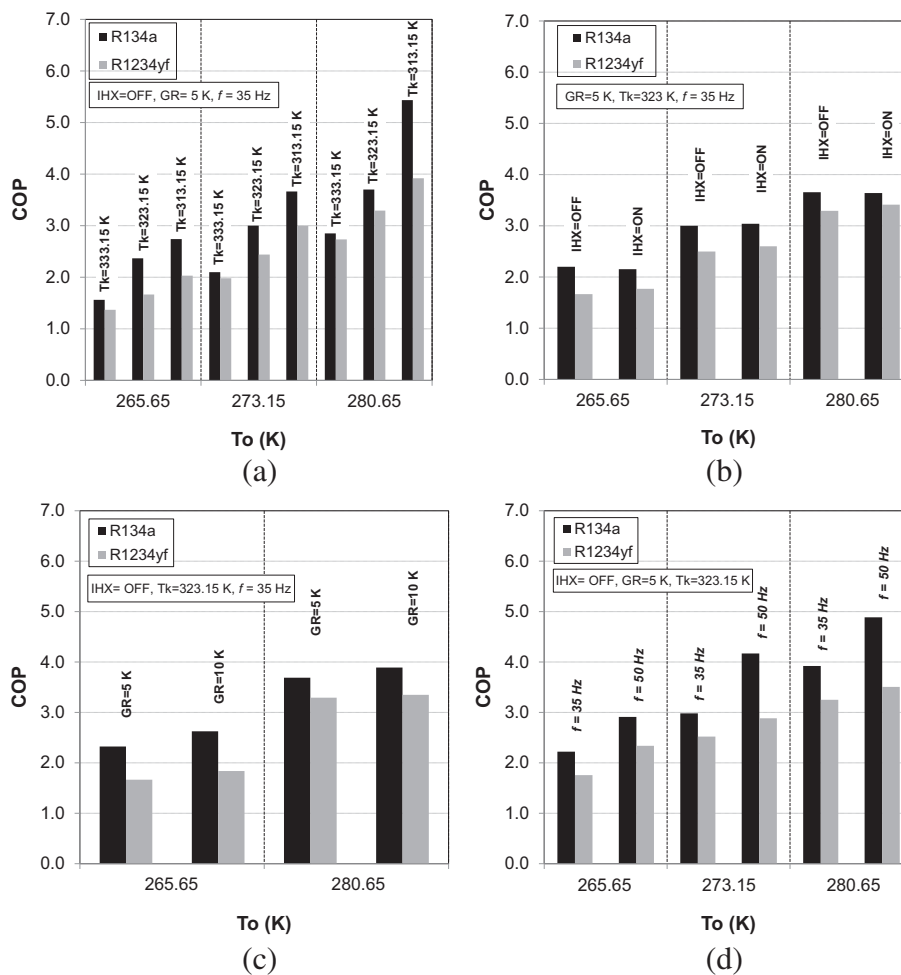 7.0
6.0
5.0
4.0
3.0
2.0
1.0
0.0
COP
R134a
R1234yf
IHX=OFF, GR= 5 K, f = 35 Hz
Tk=333.15 K
Tk=323.15 K
Tk=313.15 K
Tk=333.15 K
Tk=323.15 K
Tk=313.15 K
Tk=333.15 K
Tk=323.15 K
Tk=313.15 K
265.65
273.15
280.65
To (K)
(a)
7.0
6.0
5.0
4.0
3.0
2.0
1.0
0.0
COP
R134a
R1234yf
GR=5 K, Tk=323 K, f = 35 Hz
IHX=OFF
IHX=ON
IHX=OFF
IHX=ON
IHX=OFF
IHX=ON
265.65
273.15
280.65
To (K)
(b)
7.0
6.0
5.0
4.0
3.0
2.0
1.0
0.0
COP
R134a
R1234yf
IHX= OFF, Tk=323.15 K, f = 35 Hz
GR=5 K
GR=10 K
GR=5 K
GR=10 K
265.65
280.65
To (K)
(c)
7.0
6.0
5.0
4.0
3.0
2.0
1.0
0.0
COP
R134a
R1234yf
IHX= OFF, GR=5 K, Tk=323.15 K
f = 35 Hz
f = 50 Hz
f = 35 Hz
f = 50 Hz
f = 35 Hz
f = 50 Hz
265.65
273.15
280.65
To (K)
(d)